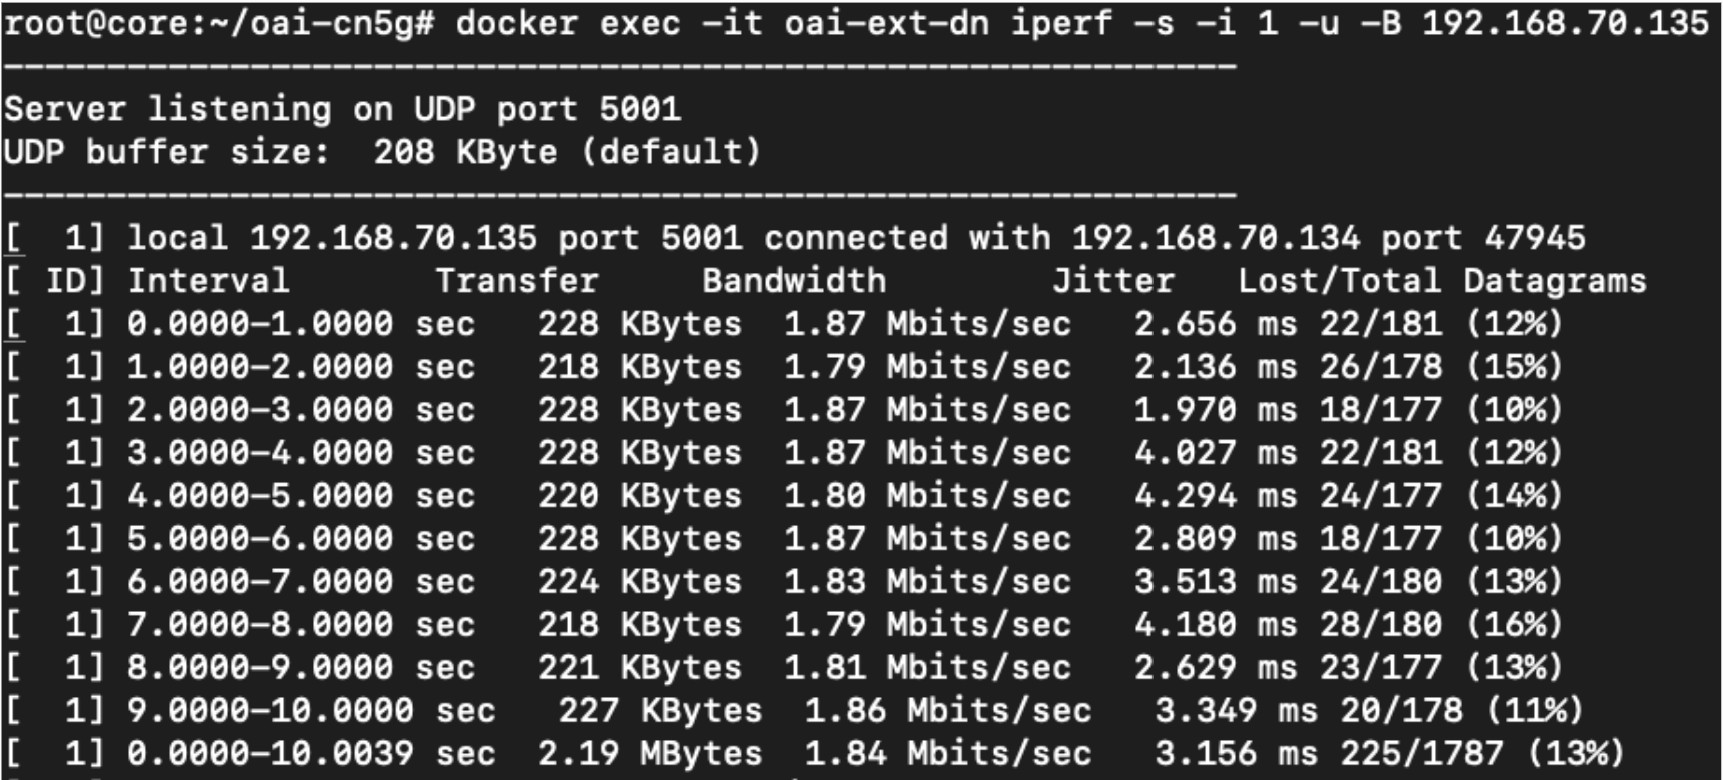 root@core:~/oai-cn5g# docker exec -it oai-ext-dn iperf -s -i 1 -u -B 192.168.70.135
------------------------------------------------------------
Server listening on UDP port 5001
UDP buffer size:  208 KByte (default)
------------------------------------------------------------
[  1] local 192.168.70.135 port 5001 connected with 192.168.70.134 port 47945
[ ID] Interval       Transfer     Bandwidth        Jitter   Lost/Total Datagrams
[  1] 0.0000-1.0000 sec   228 KBytes  1.87 Mbits/sec   2.656 ms 22/181 (12%)
[  1] 1.0000-2.0000 sec   218 KBytes  1.79 Mbits/sec   2.136 ms 26/178 (15%)
[  1] 2.0000-3.0000 sec   228 KBytes  1.87 Mbits/sec   1.970 ms 18/177 (10%)
[  1] 3.0000-4.0000 sec   228 KBytes  1.87 Mbits/sec   4.027 ms 22/181 (12%)
[  1] 4.0000-5.0000 sec   220 KBytes  1.80 Mbits/sec   4.294 ms 24/177 (14%)
[  1] 5.0000-6.0000 sec   228 KBytes  1.87 Mbits/sec   2.809 ms 18/177 (10%)
[  1] 6.0000-7.0000 sec   224 KBytes  1.83 Mbits/sec   3.513 ms 24/180 (13%)
[  1] 7.0000-8.0000 sec   218 KBytes  1.79 Mbits/sec   4.180 ms 28/180 (16%)
[  1] 8.0000-9.0000 sec   221 KBytes  1.81 Mbits/sec   2.629 ms 23/177 (13%)
[  1] 9.0000-10.0000 sec   227 KBytes  1.86 Mbits/sec   3.349 ms 20/178 (11%)
[  1] 0.0000-10.0039 sec  2.19 MBytes  1.84 Mbits/sec   3.156 ms 225/1787 (13%)